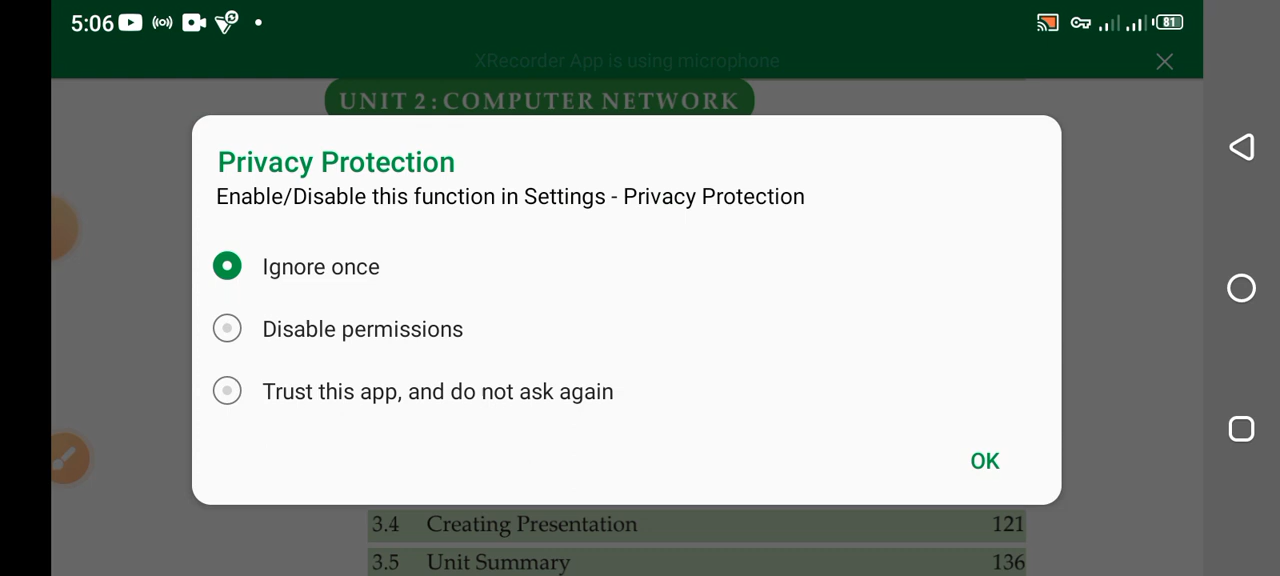 5:06
81
XRecorder App is using microphone
UNIT 2 : COMPUTER NETWORK
Privacy Protection
Enable/Disable this function in Settings - Privacy Protection
Ignore once
Disable permissions
Trust this app, and do not ask again
OK
3.4 Creating Presentation 121
3.5 Unit Summary 136